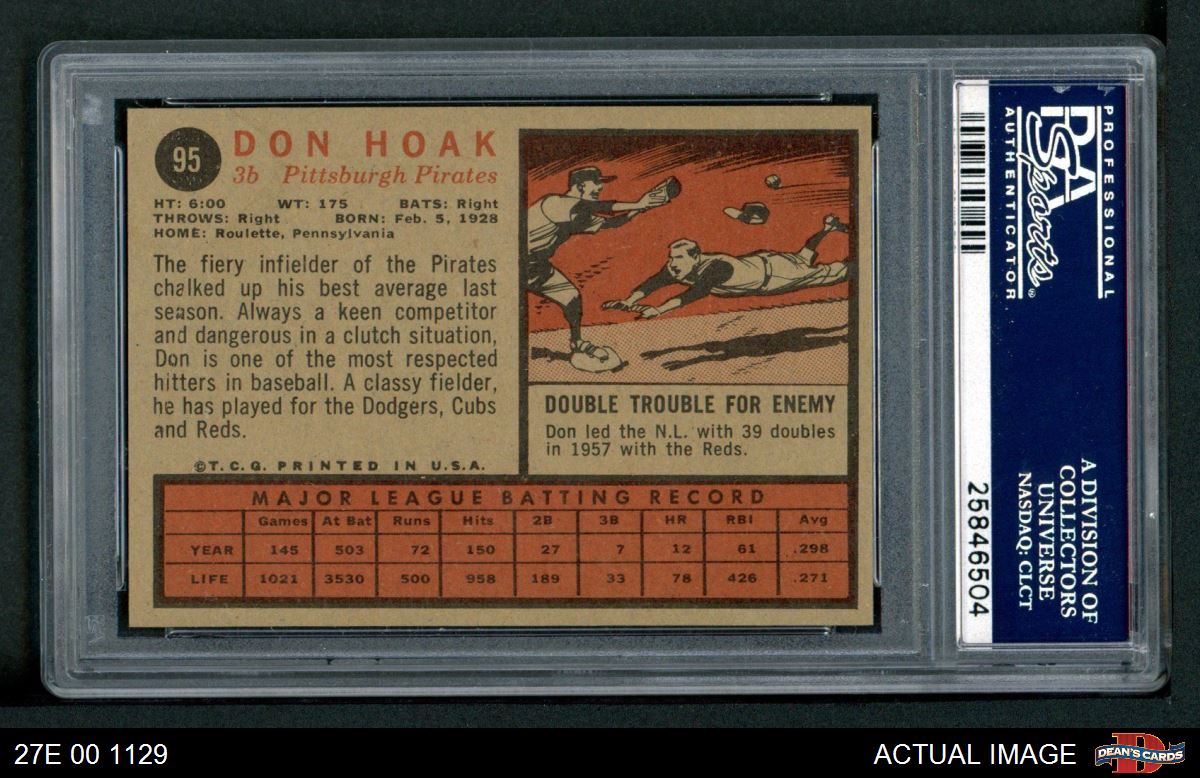 95
DON HOAK
3b Pittsburgh Pirates
HT: 6:00 WT: 175 BATS: Right
THROWS: Right BORN: Feb. 5, 1928
HOME: Roulette, Pennsylvania
The fiery infielder of the Pirates
chalked up his best average last
season. Always a keen competitor
and dangerous in a clutch situation,
Don is one of the most respected
hitters in baseball. A classy fielder,
he has played for the Dodgers, Cubs
and Reds.
©T.C.G. PRINTED IN U.S.A.
DOUBLE TROUBLE FOR ENEMY
Don led the N.L. with 39 doubles
in 1957 with the Reds.
MAJOR LEAGUE BATTING RECORD
Games At Bat Runs Hits 2B 3B HR RBI Avg
YEAR 145 503 72 150 27 7 12 61 .298
LIFE 1021 3530 500 958 189 33 78 426 .271
PROFESSIONAL
PSA
Sports®
AUTHENTICATOR
A DIVISION OF
COLLECTORS
UNIVERSE
NASDAQ: CLCT
25846504
27E 00 1129
ACTUAL IMAGE
DEAN'S CARDS